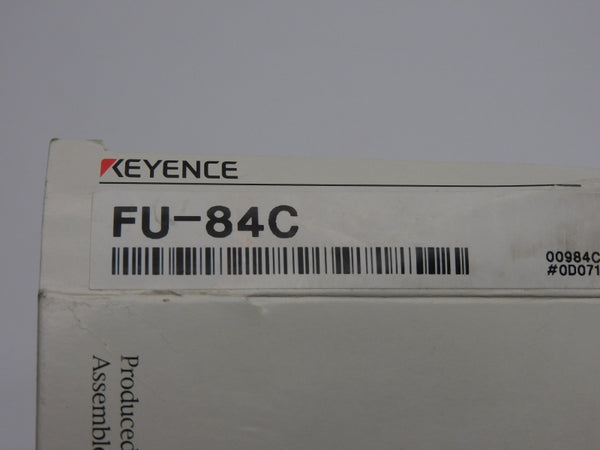 KEYENCE
FU-84C
00984C
#0D071
Produced
Assemble